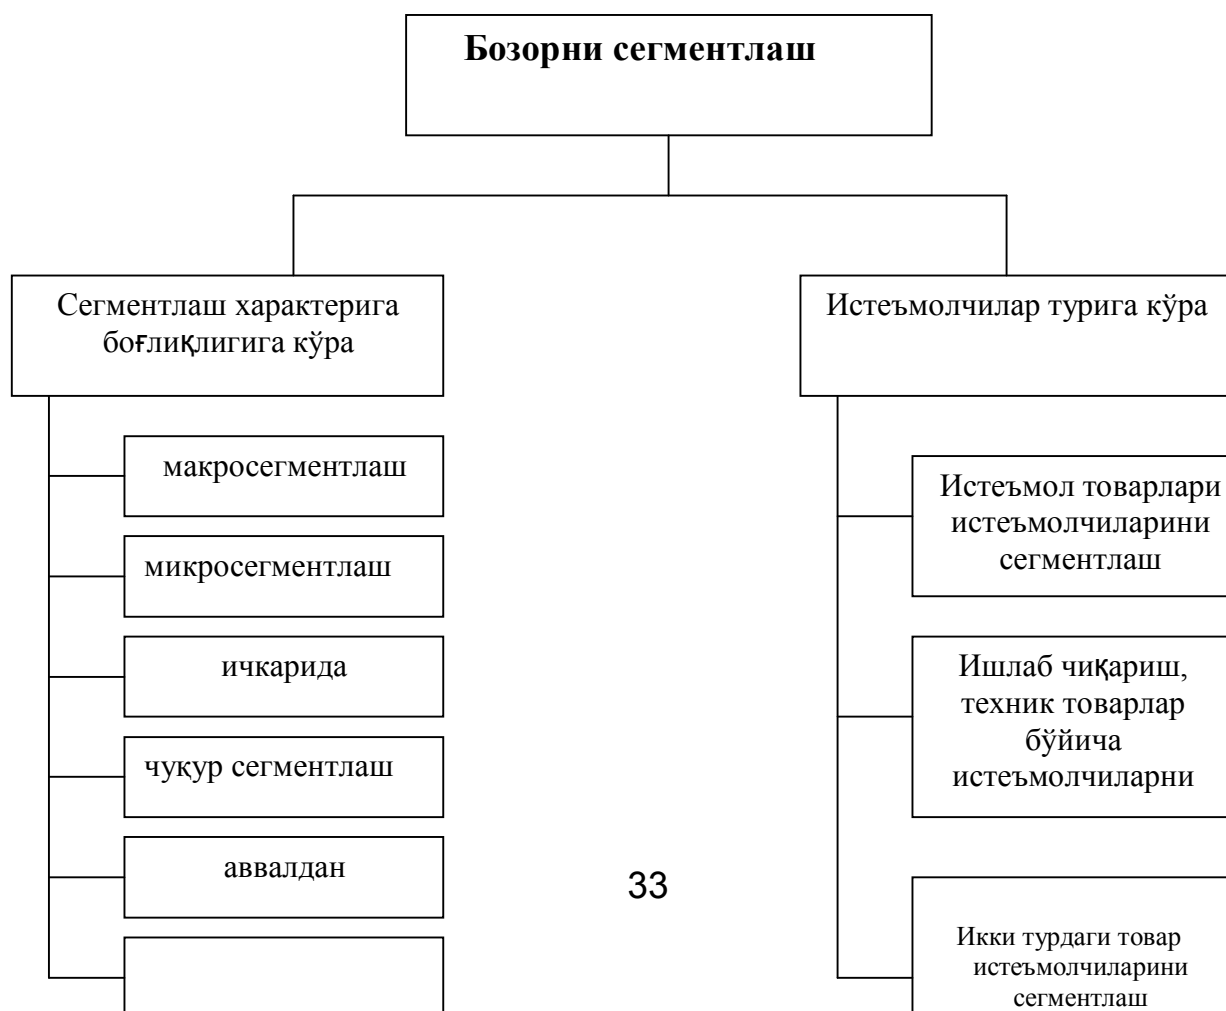 Бозорни сегментлаш
Сегментлаш характерига
боғлиқлигига кўра
макросегментлаш
микросегментлаш
ичкарида
чуқур сегментлаш
аввалдан
Истеъмолчилар турига кўра
Истеъмол товарлари
истеъмолчиларини
сегментлаш
Ишлаб чиқариш,
техник товарлар
бўйича
истеъмолчиларни
Икки турдаги товар
истеъмолчиларини
сегментлаш
33